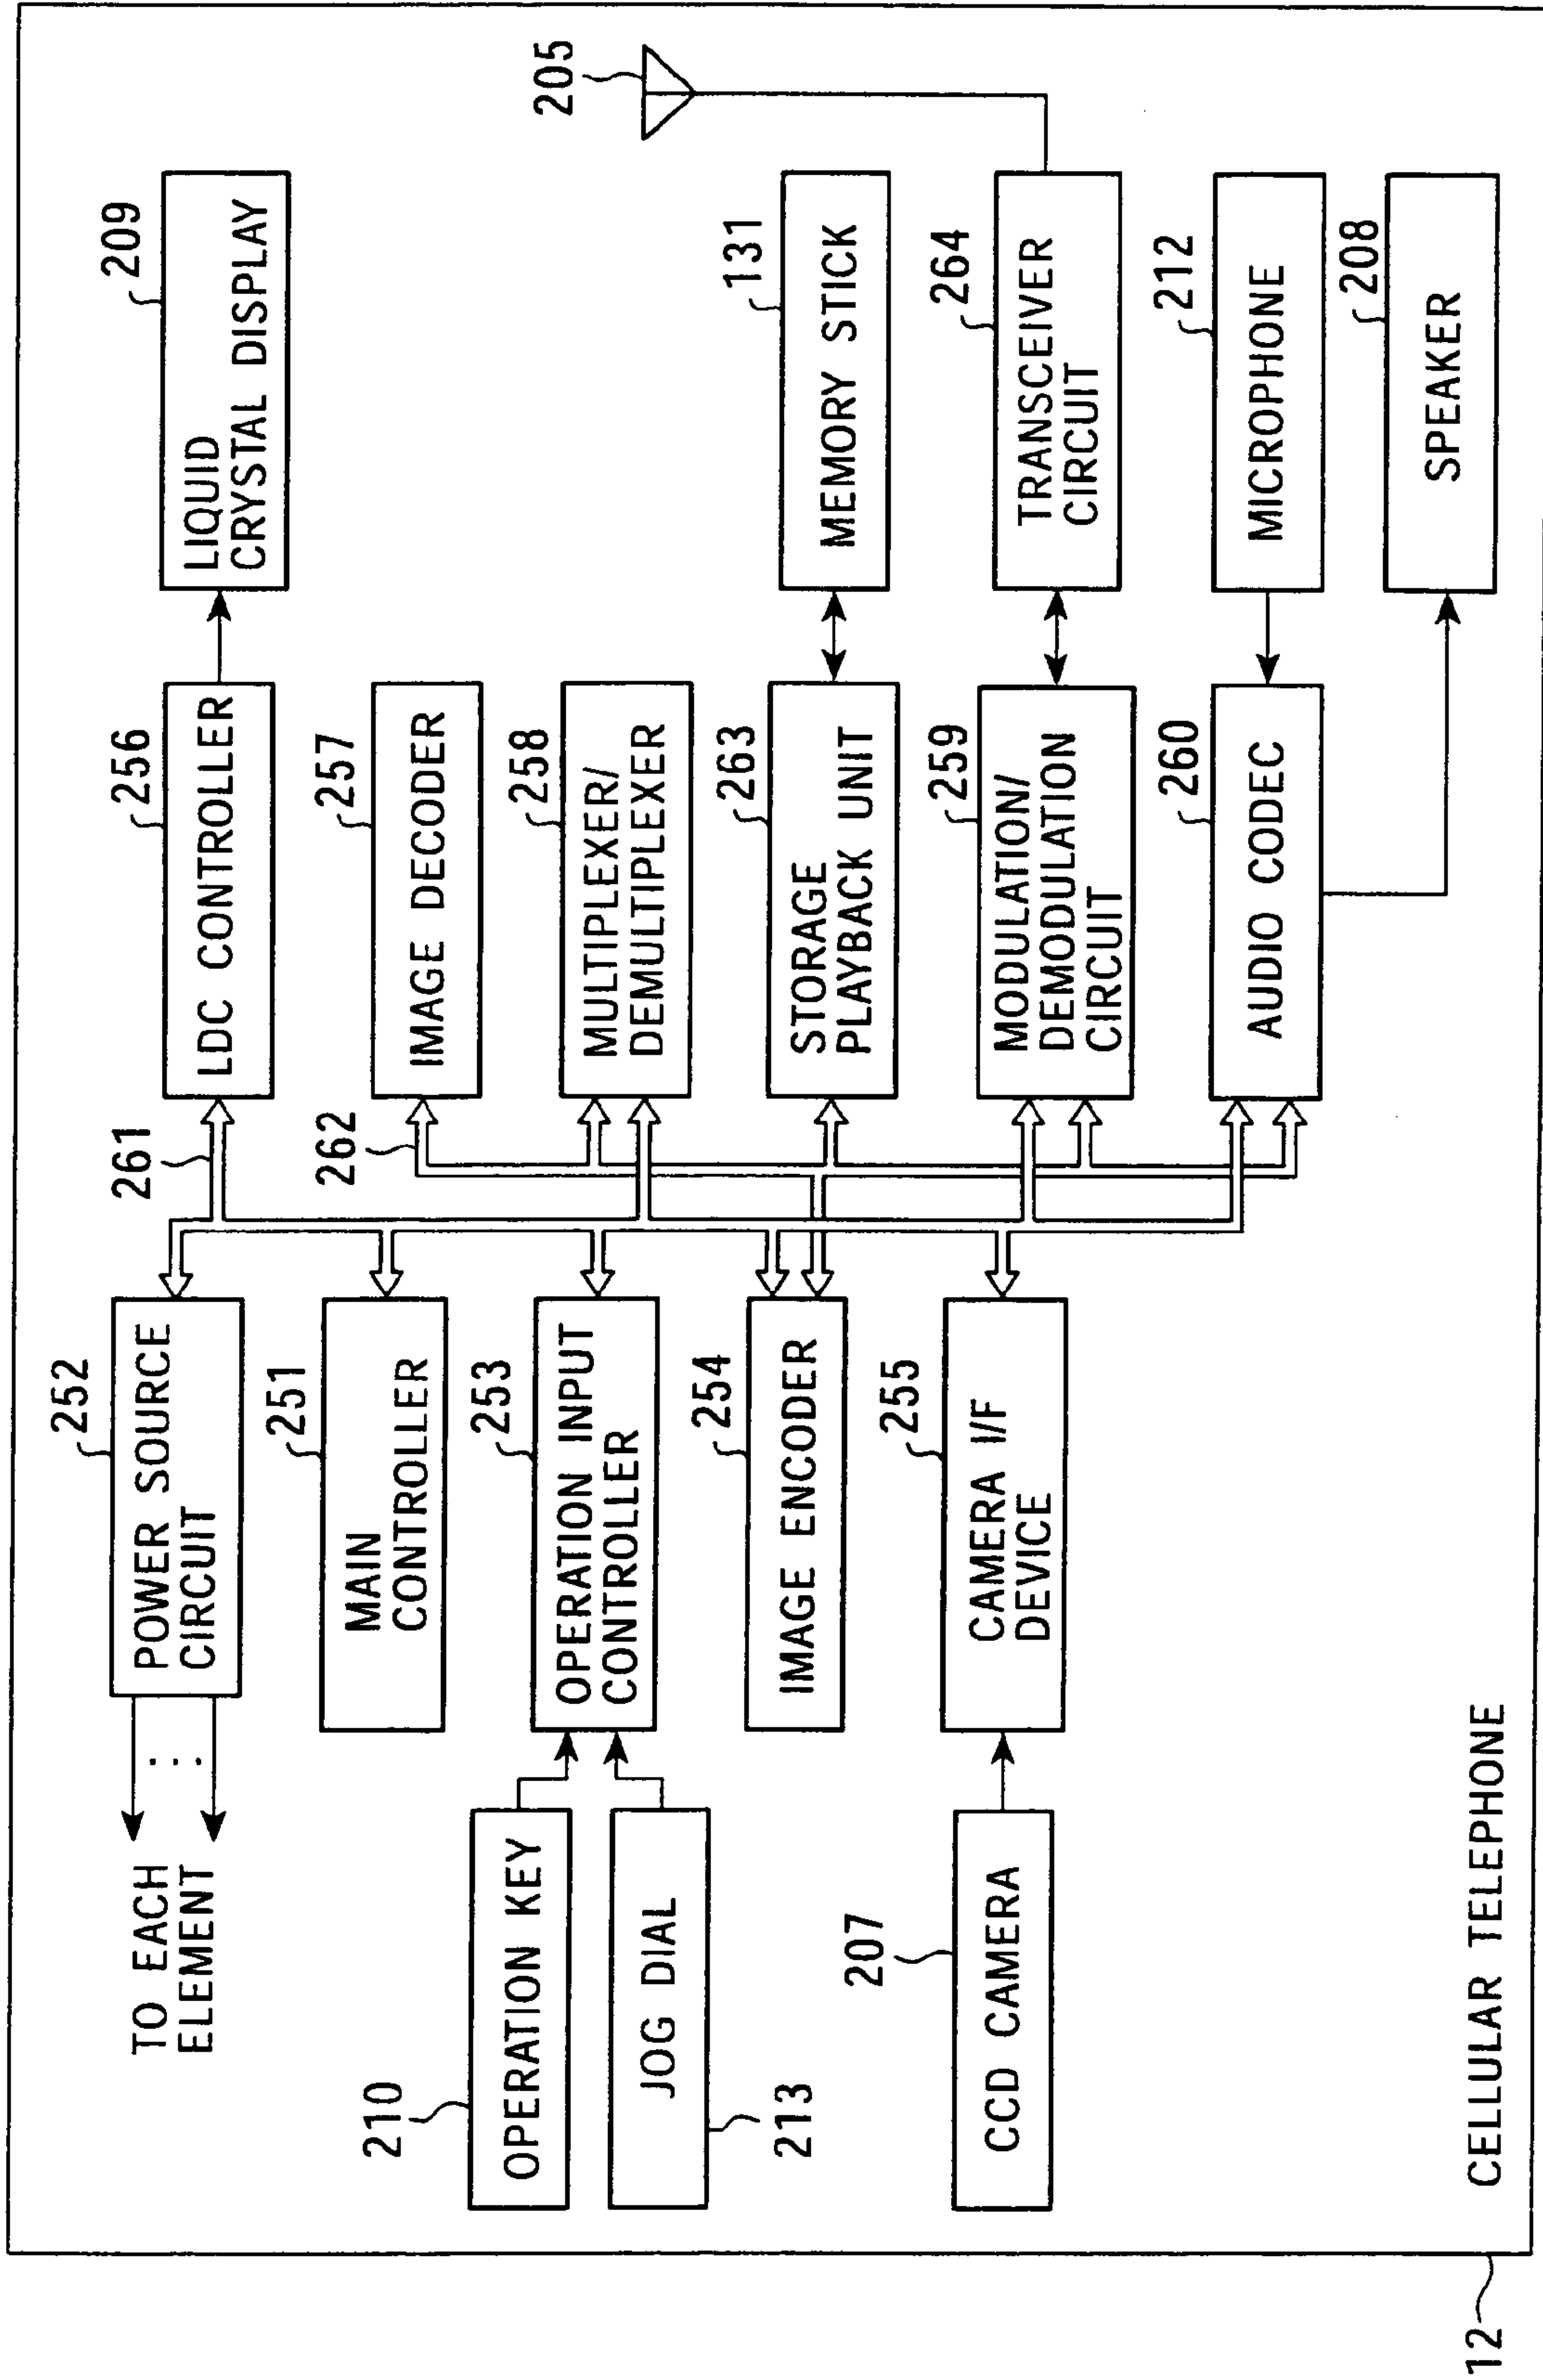 TO EACH
ELEMENT
252
POWER SOURCE
CIRCUIT
261
256
LDC CONTROLLER
209
LIQUID
CRYSTAL DISPLAY
251
MAIN
CONTROLLER
262
257
IMAGE DECODER
210
OPERATION KEY
JOG DIAL
213
253
OPERATION INPUT
CONTROLLER
258
MULTIPLEXER/
DEMULTIPLEXER
205
254
IMAGE ENCODER
263
STORAGE
PLAYBACK UNIT
131
MEMORY STICK
207
CCD CAMERA
255
CAMERA I/F
DEVICE
259
MODULATION/
DEMODULATION
CIRCUIT
264
TRANSCEIVER
CIRCUIT
260
AUDIO CODEC
212
MICROPHONE
208
SPEAKER
12
CELLULAR TELEPHONE